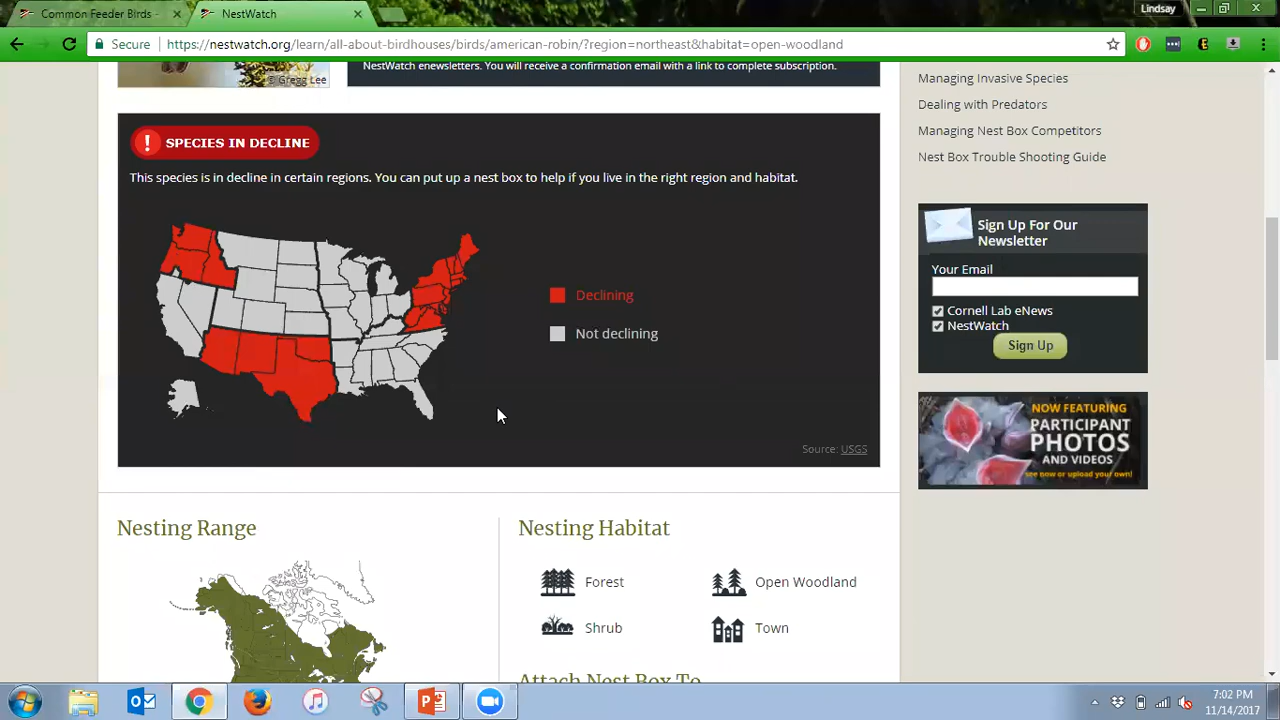 Common Feeder Birds -
NestWatch
Lindsay
Secure
https://nestwatch.org/learn/all-about-birdhouses/birds/american-robin/?region=northeast&habitat=open-woodland
© Gregg Lee
NestWatch enewsletters. You will receive a confirmation email with a link to complete subscription.
SPECIES IN DECLINE
This species is in decline in certain regions. You can put up a nest box to help if you live in the right region and habitat.
Declining
Not declining
Source: USGS
Nesting Range
Nesting Habitat
Forest
Open Woodland
Shrub
Town
Attach Nest Box To
Managing Invasive Species
Dealing with Predators
Managing Nest Box Competitors
Nest Box Trouble Shooting Guide
Sign Up For Our
Newsletter
Your Email
Cornell Lab eNews
NestWatch
Sign Up
NOW FEATURING
PARTICIPANT
PHOTOS
AND VIDEOS
see now or upload your own!
7:02 PM
11/14/2017